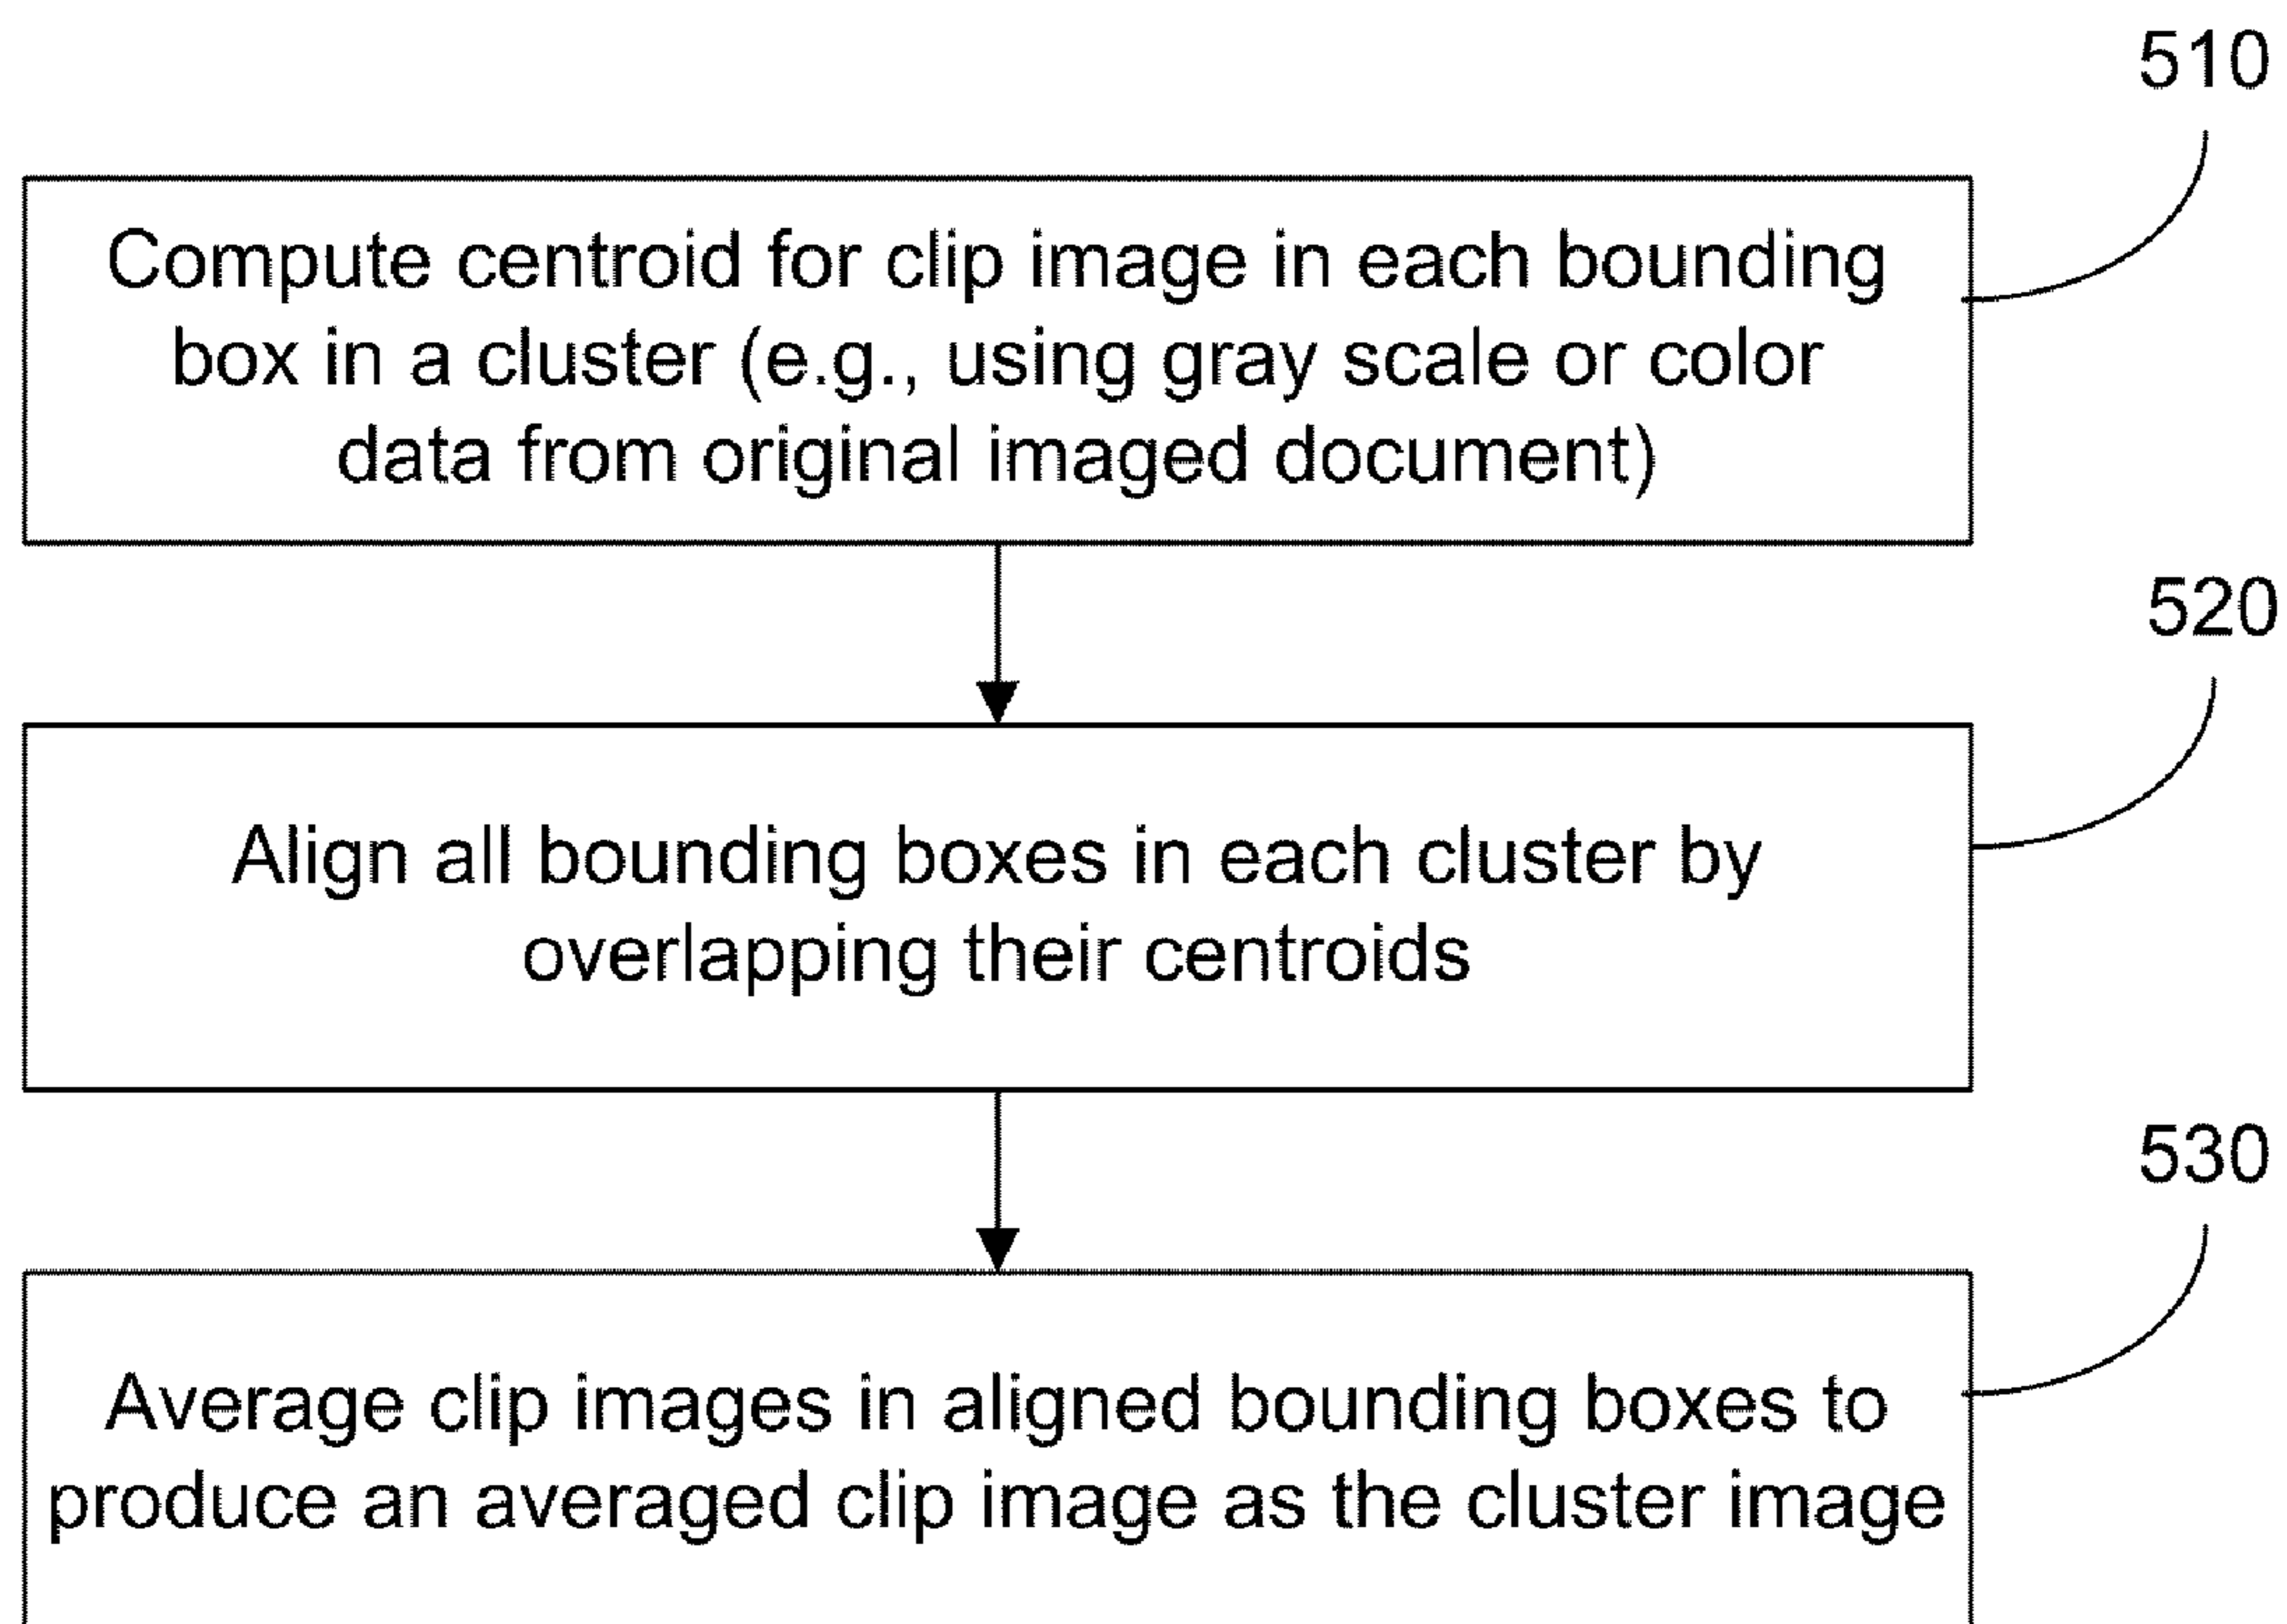 510
Compute centroid for clip image in each bounding
box in a cluster (e.g., using gray scale or color
data from original imaged document)
520
Align all bounding boxes in each cluster by
overlapping their centroids
530
Average clip images in aligned bounding boxes to
produce an averaged clip image as the cluster image